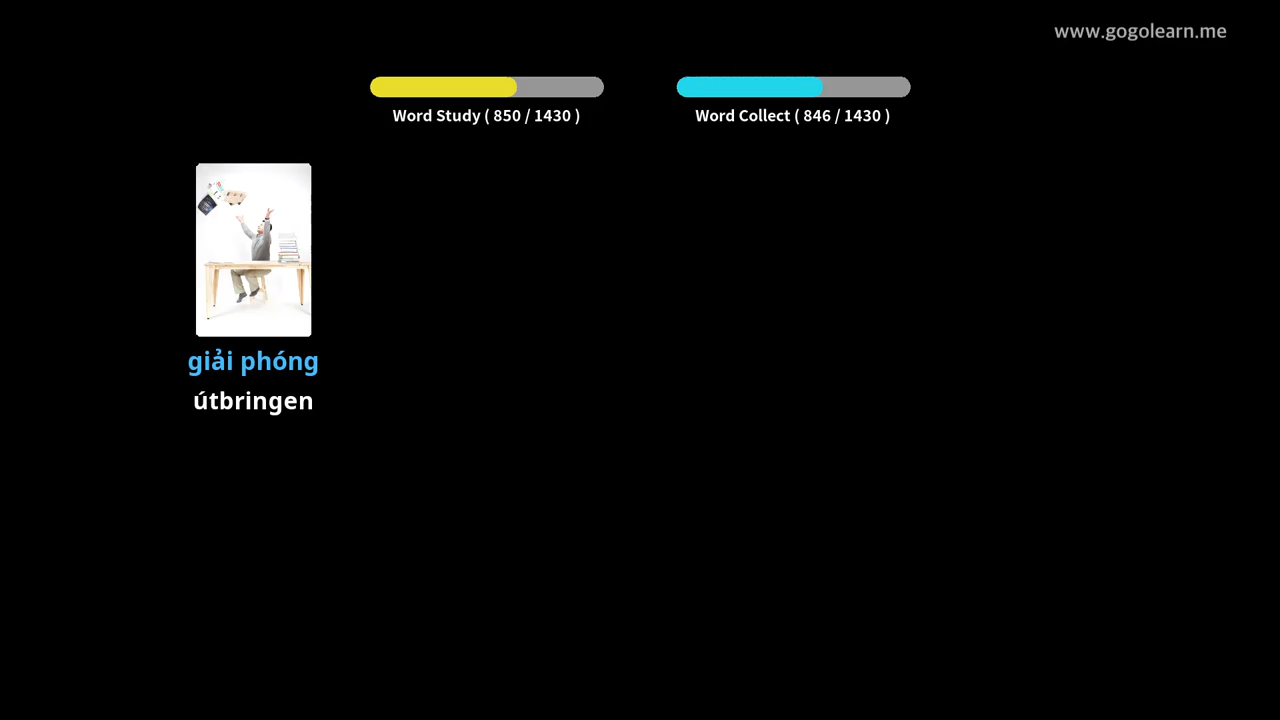 www.gogolearn.me
Word Study ( 850 / 1430 )
Word Collect ( 846 / 1430 )
giải phóng
útbringen